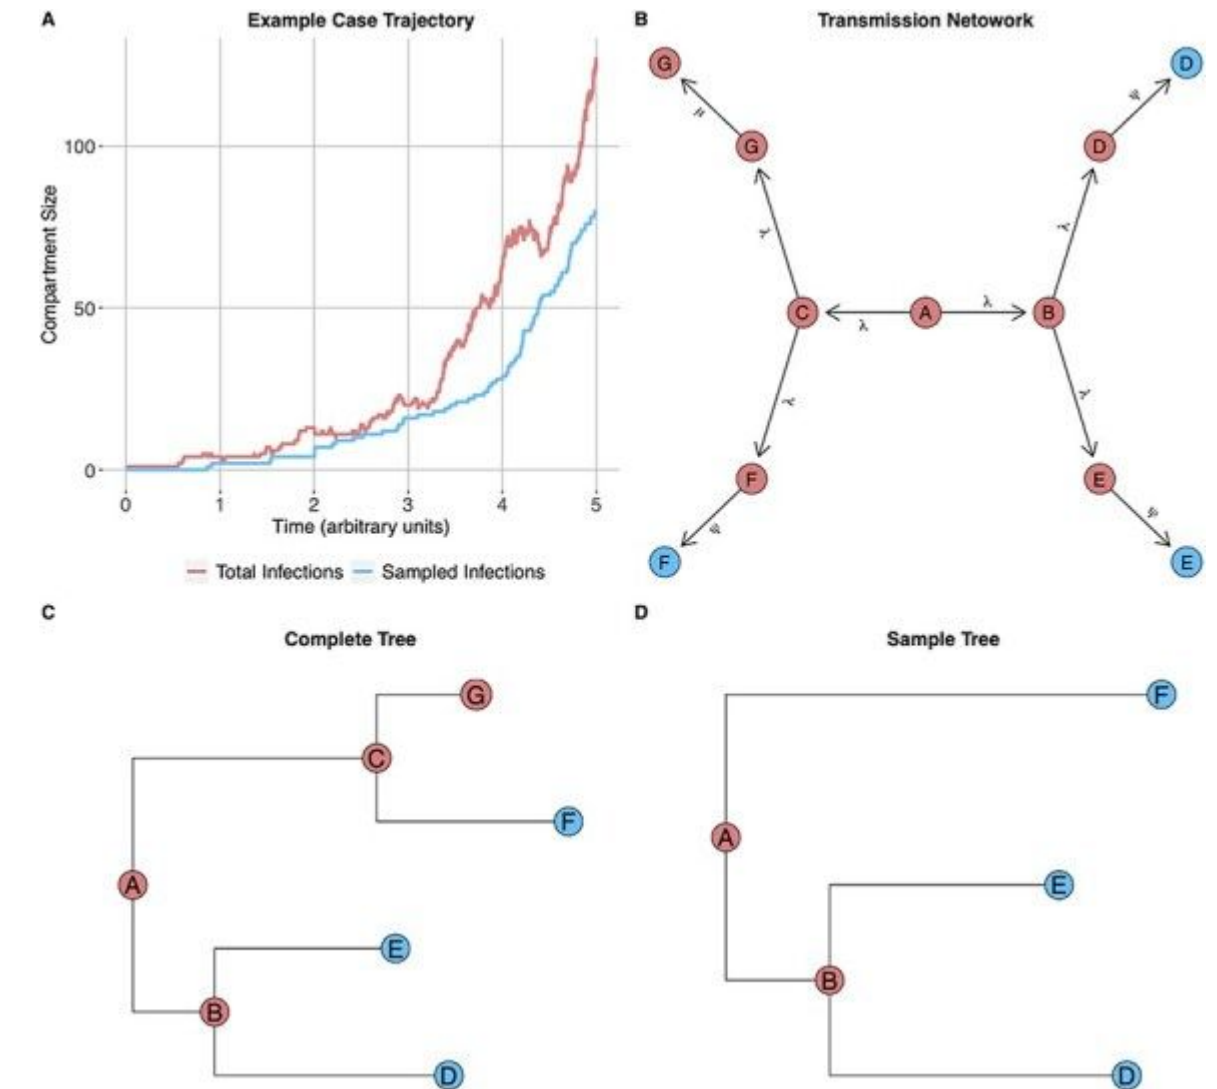 A
Example Case Trajectory
Compartment Size
100
50
0
0 1 2 3 4 5
Time (arbitrary units)
Total Infections Sampled Infections
B
Transmission Netowork
G D
μ ψ
G D
λ λ
C A B
λ λ
λ λ
F E
ψ ψ
F E
C
Complete Tree
G
C
F
A
E
B
D
D
Sample Tree
F
A
E
B
D